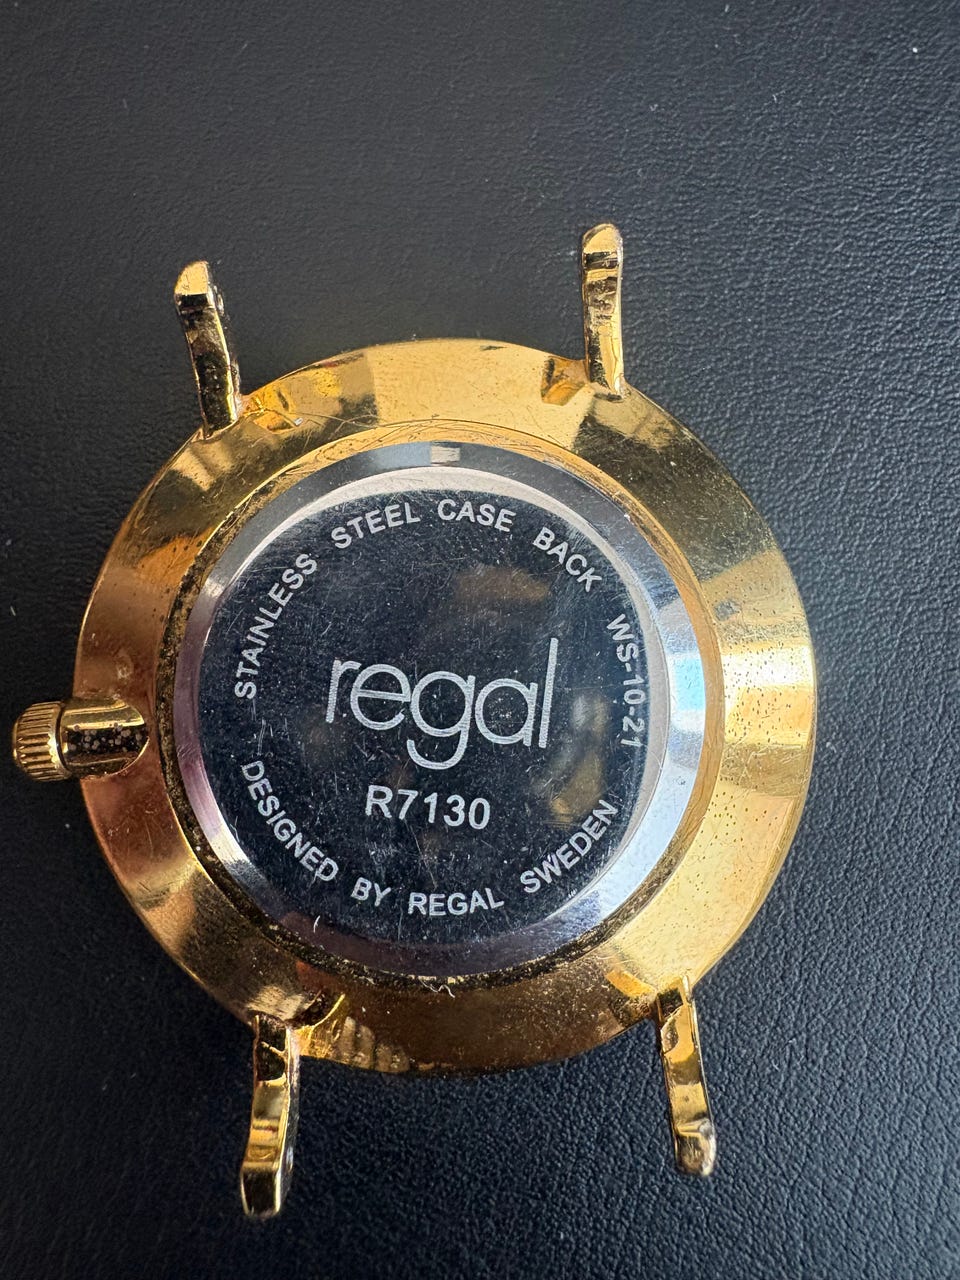 STAINLESS STEEL CASE BACK WS-10-21
regal
R7130
DESIGNED BY REGAL SWEDEN